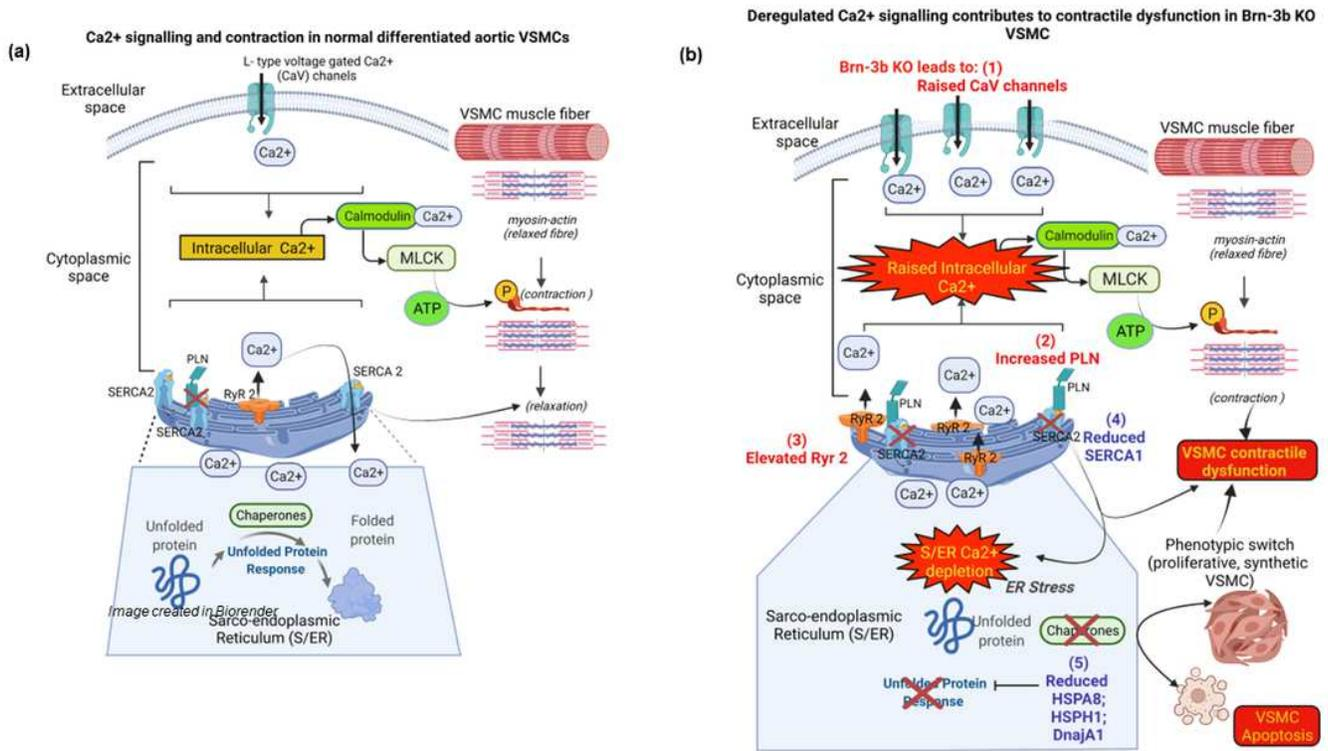 (a)
Ca2+ signalling and contraction in normal differentiated aortic VSMCs
L- type voltage gated Ca2+
(CaV) chanels
Extracellular
space
VSMC muscle fiber
Ca2+
Calmodulin
Ca2+
myosin-actin
(relaxed fibre)
Intracellular Ca2+
Cytoplasmic
space
MLCK
P
(contraction )
ATP
Ca2+
PLN
SERCA 2
SERCA2
RyR 2
(relaxation)
SERCA2
Ca2+
Ca2+
Ca2+
Chaperones
Unfolded
protein
Folded
protein
Unfolded Protein
Response
Image created in Biorender
Sarco-endoplasmic
Reticulum (S/ER)
(b)
Deregulated Ca2+ signalling contributes to contractile dysfunction in Brn-3b KO
VSMC
Brn-3b KO leads to: (1)
Raised CaV channels
Extracellular
space
VSMC muscle fiber
Ca2+
Ca2+
Ca2+
Calmodulin
Ca2+
myosin-actin
(relaxed fibre)
Raised Intracellular
Ca2+
Cytoplasmic
space
MLCK
P
ATP
Ca2+
(2)
Increased PLN
Ca2+
PLN
(contraction )
PLN
Ca2+
RyR 2
RyR 2
SERCA2
(4)
Reduced
SERCA1
(3)
Elevated Ryr 2
SERCA2
RyR 2
VSMC contractile
dysfunction
Ca2+
Ca2+
S/ER Ca2+
depletion
ER Stress
Phenotypic switch
(proliferative, synthetic
VSMC)
Sarco-endoplasmic
Reticulum (S/ER)
Unfolded
protein
Chaperones
(5)
Reduced
HSPA8;
HSPH1;
DnajA1
Unfolded Protein
Response
VSMC
Apoptosis